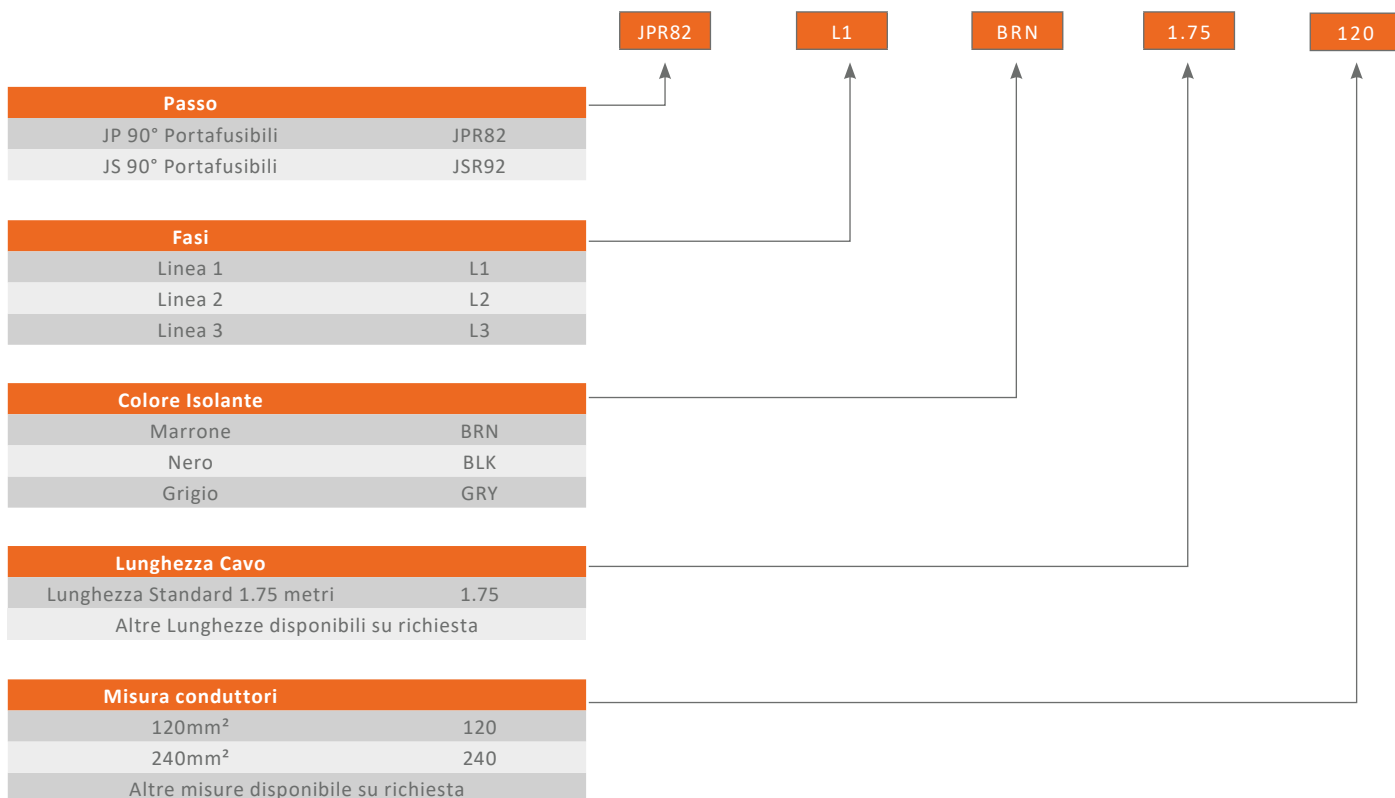 JPR82 L1 BRN 1.75 120
Passo
JP 90° Portafusibili JPR82
JS 90° Portafusibili JSR92
Fasi
Linea 1 L1
Linea 2 L2
Linea 3 L3
Colore Isolante
Marrone BRN
Nero BLK
Grigio GRY
Lunghezza Cavo
Lunghezza Standard 1.75 metri 1.75
Altre Lunghezze disponibili su richiesta
Misura conduttori
120mm² 120
240mm² 240
Altre misure disponibile su richiesta